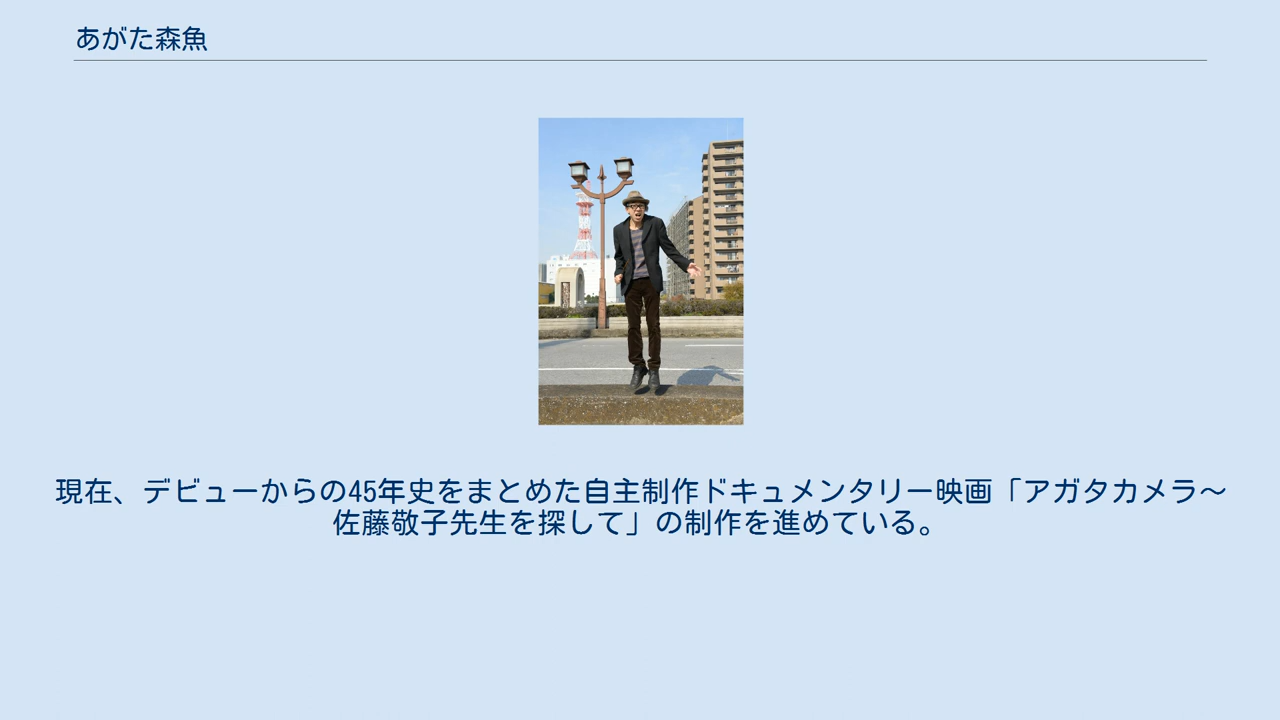 あがた森魚
現在、デビューからの45年史をまとめた自主制作ドキュメンタリー映画「アガタカメラ～
佐藤敬子先生を探して」の制作を進めている。